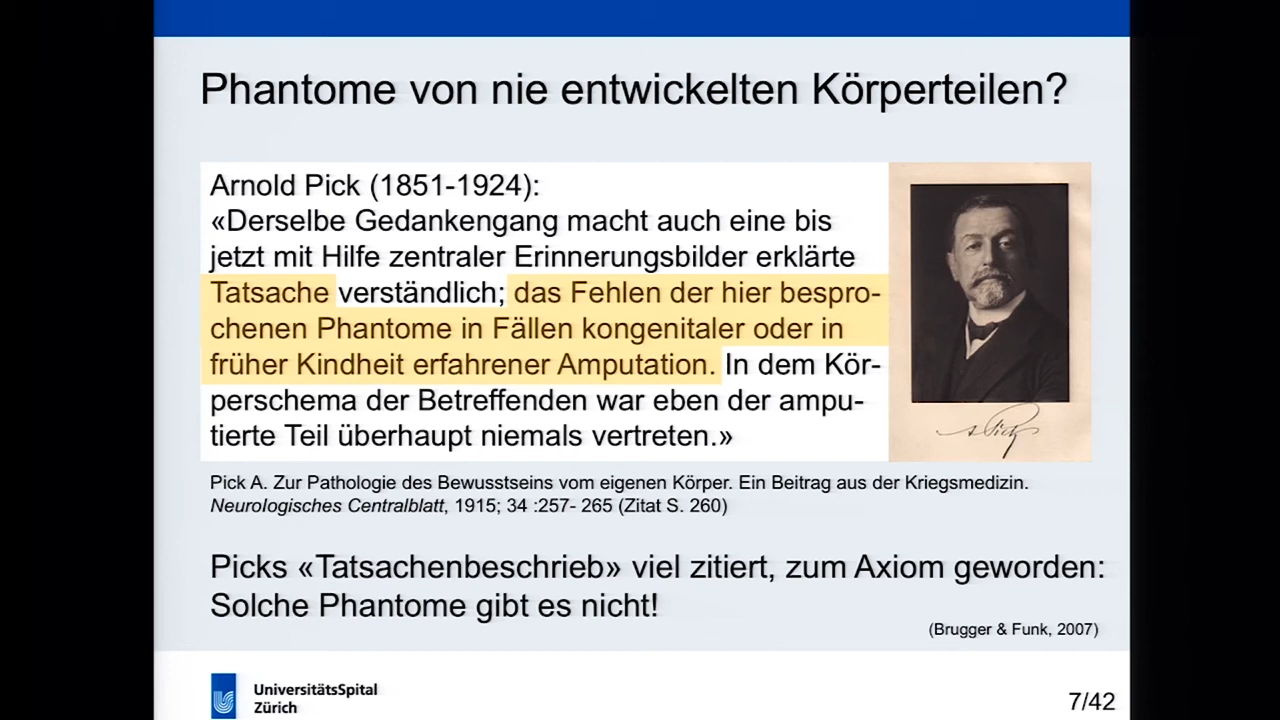 Phantome von nie entwickelten Körperteilen?
Arnold Pick (1851-1924):
«Derselbe Gedankengang macht auch eine bis
jetzt mit Hilfe zentraler Erinnerungsbilder erklärte
Tatsache verständlich; das Fehlen der hier bespro-
chenen Phantome in Fällen kongenitaler oder in
früher Kindheit erfahrener Amputation. In dem Kör-
perschema der Betreffenden war eben der ampu-
tierte Teil überhaupt niemals vertreten.»
A Pick
Pick A. Zur Pathologie des Bewusstseins vom eigenen Körper. Ein Beitrag aus der Kriegsmedizin.
Neurologisches Centralblatt, 1915; 34 :257- 265 (Zitat S. 260)
Picks «Tatsachenbeschrieb» viel zitiert, zum Axiom geworden:
Solche Phantome gibt es nicht!
(Brugger & Funk, 2007)
UniversitätsSpital
Zürich
7/42